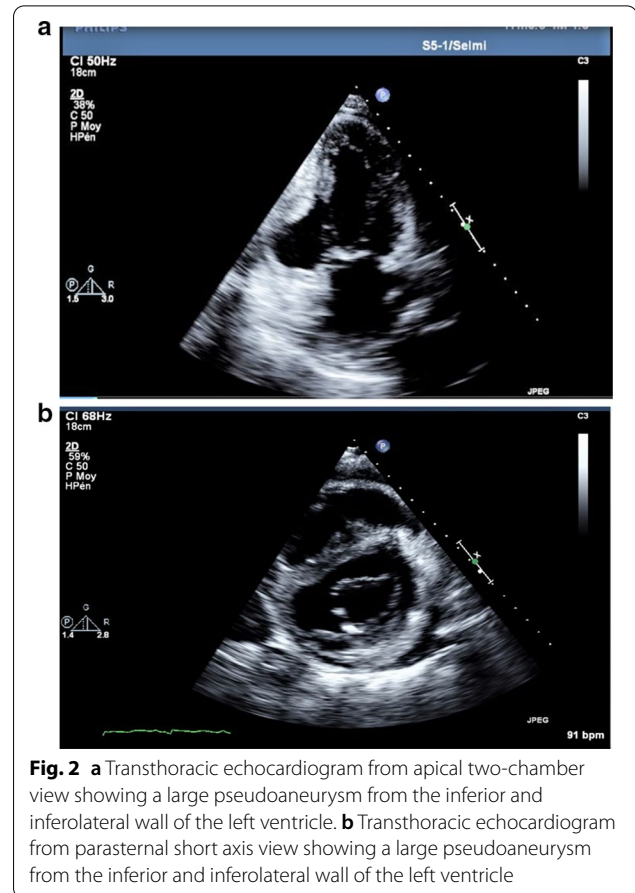 a
PHILIPS
S5-1/Selmi
CI 50Hz
18cm
C3
2D
38%
C 50
P Moy
HPén
P
G
P R
1.5 3.0
JPEG
b
CI 68Hz
18cm
C3
2D
59%
C 50
P Moy
HPén
P
G
P R
1.4 2.8
JPEG
91 bpm
Fig. 2 a Transthoracic echocardiogram from apical two-chamber
view showing a large pseudoaneurysm from the inferior and
inferolateral wall of the left ventricle. b Transthoracic echocardiogram
from parasternal short axis view showing a large pseudoaneurysm
from the inferior and inferolateral wall of the left ventricle